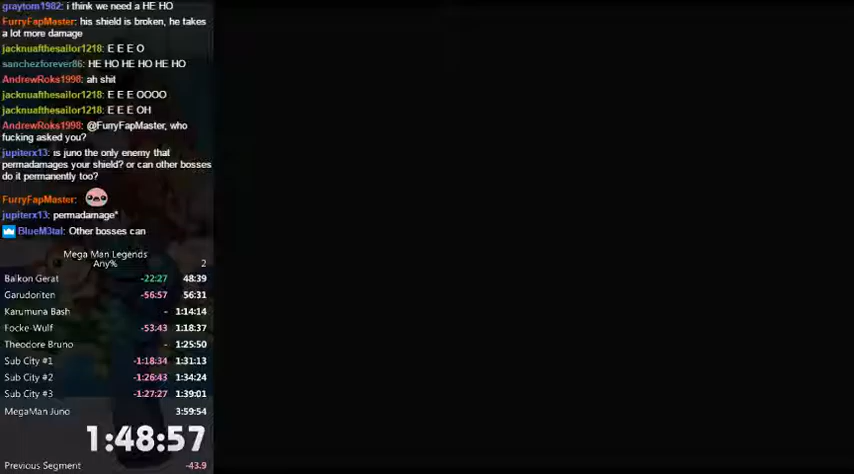 graytom1982: i think we need a HE HO
FurryFapMaster: his shield is broken, he takes
a lot more damage
jacknuafthesailor1218: E E E O
sanchezforever86: HE HO HE HO HE HO
AndrewRoks1998: ah shit
jacknuafthesailor1218: E E E OOOO
jacknuafthesailor1218: E E E OH
AndrewRoks1998: @FurryFapMaster, who
fucking asked you?
jupiterx13: is juno the only enemy that
permadamages your shield? or can other bosses
do it permanently too?
FurryFapMaster:
jupiterx13: permadamage*
BlueM3tal: Other bosses can
Mega Man Legends
Any% 2
Balkon Gerat -22:27 48:39
Garudoriten -56:57 56:31
Karumuna Bash - 1:14:14
Focke-Wulf -53:43 1:18:37
Theodore Bruno - 1:25:50
Sub City #1 -1:18:34 1:31:13
Sub City #2 -1:26:43 1:34:24
Sub City #3 -1:27:27 1:39:01
MegaMan Juno 3:59:54
1:48:57
Previous Segment -43.9